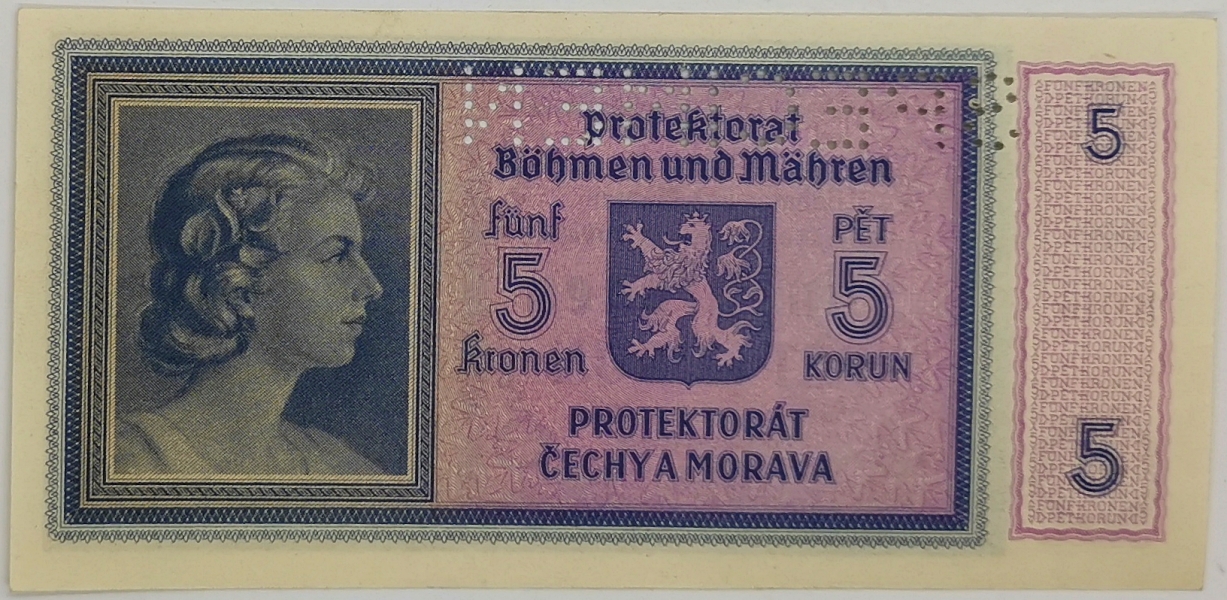 Protektorat
Böhmen und Mähren
fünf
5
Kronen
PĚT
5
KORUN
PROTEKTORÁT
ČECHY A MORAVA
5
5